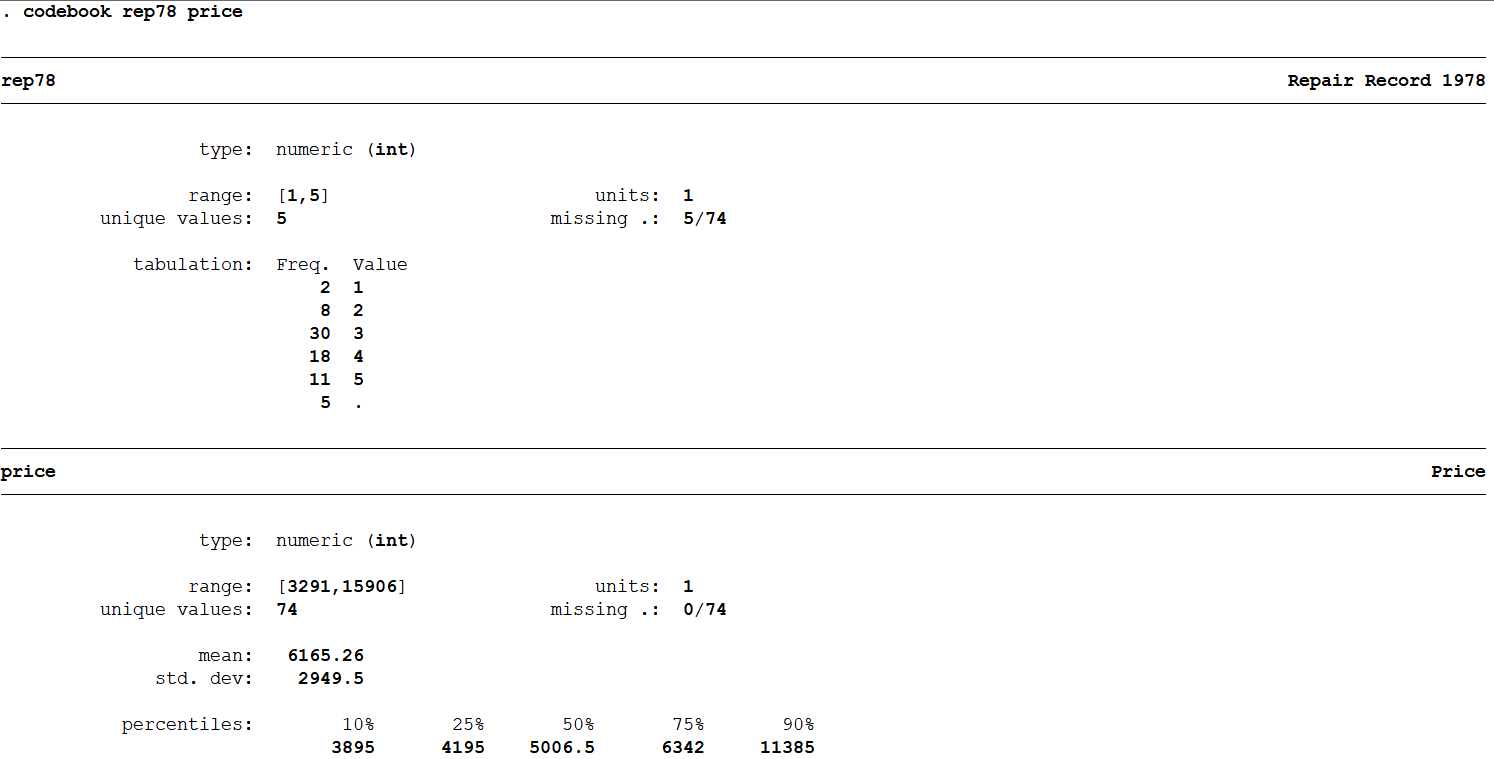 . codebook rep78 price
rep78 Repair Record 1978
type: numeric (int)
range: [1,5] units: 1
unique values: 5 missing .: 5/74
tabulation: Freq. Value
2 1
8 2
30 3
18 4
11 5
5 .
price Price
type: numeric (int)
range: [3291,15906] units: 1
unique values: 74 missing .: 0/74
mean: 6165.26
std. dev: 2949.5
percentiles: 10% 25% 50% 75% 90%
3895 4195 5006.5 6342 11385